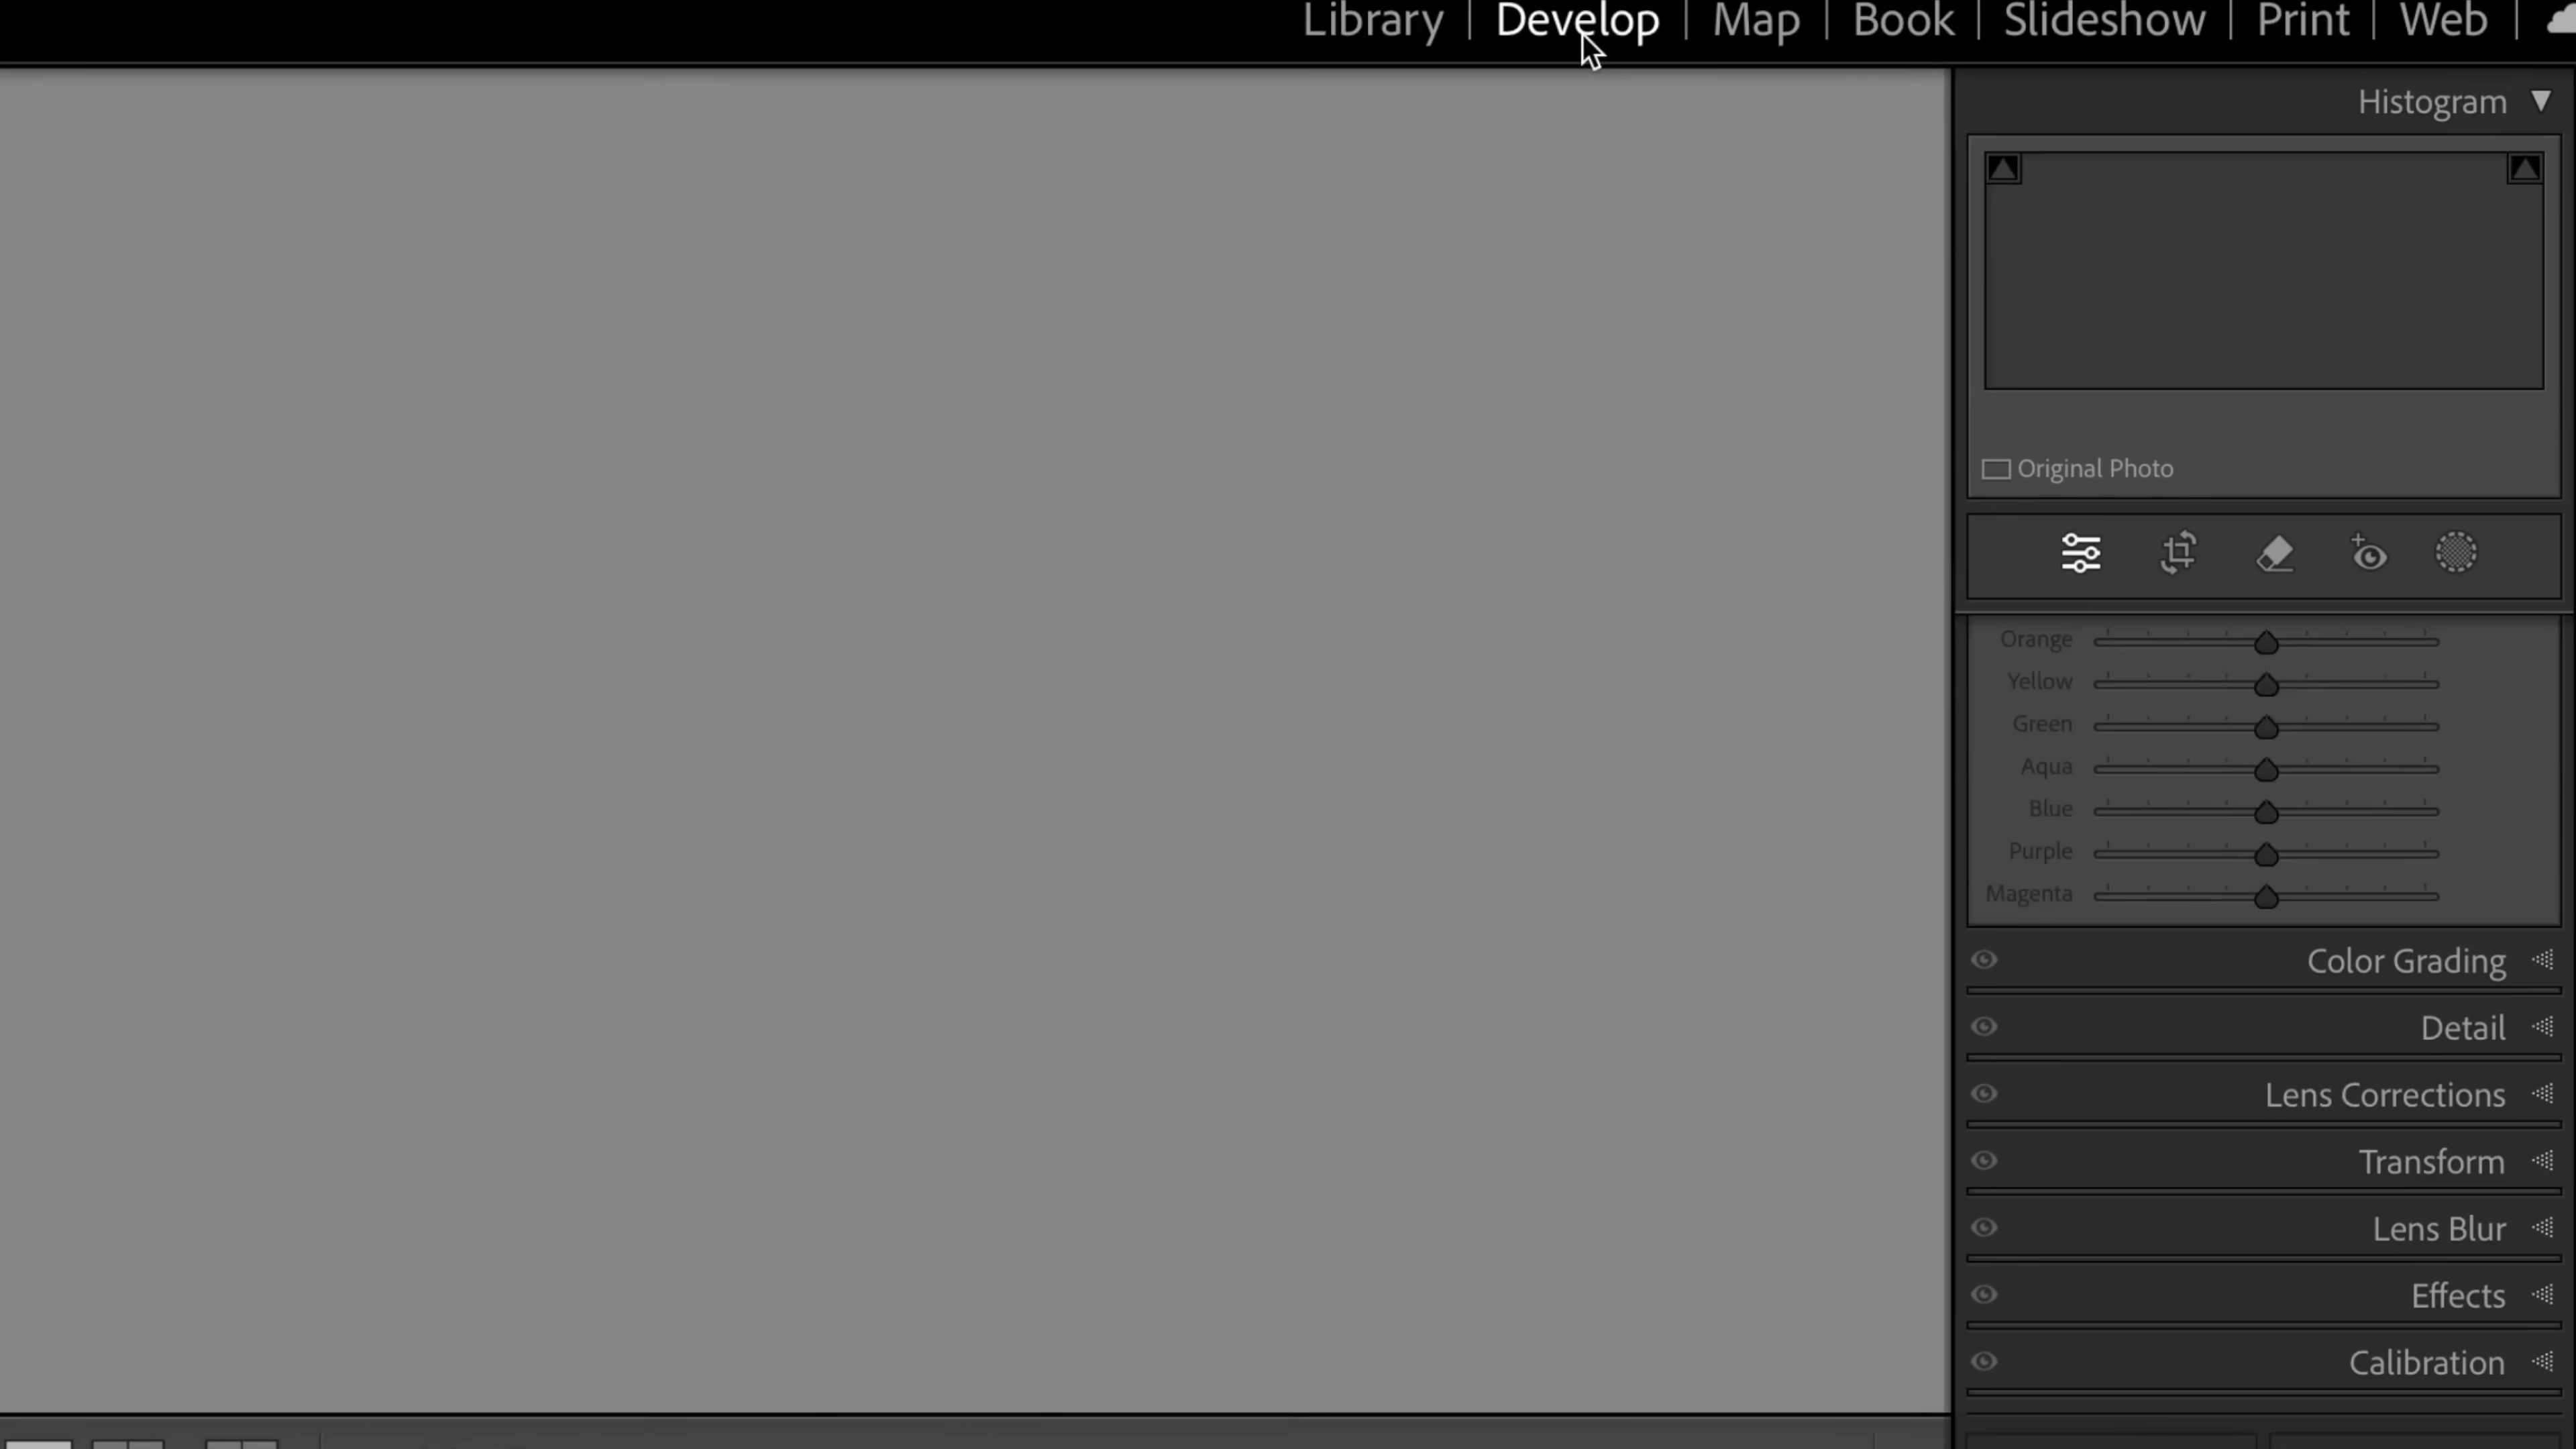 Library | Develop | Map | Book | Slideshow | Print | Web |
Histogram
Original Photo
Orange
Yellow
Green
Aqua
Blue
Purple
Magenta
Color Grading
Detail
Lens Corrections
Transform
Lens Blur
Effects
Calibration